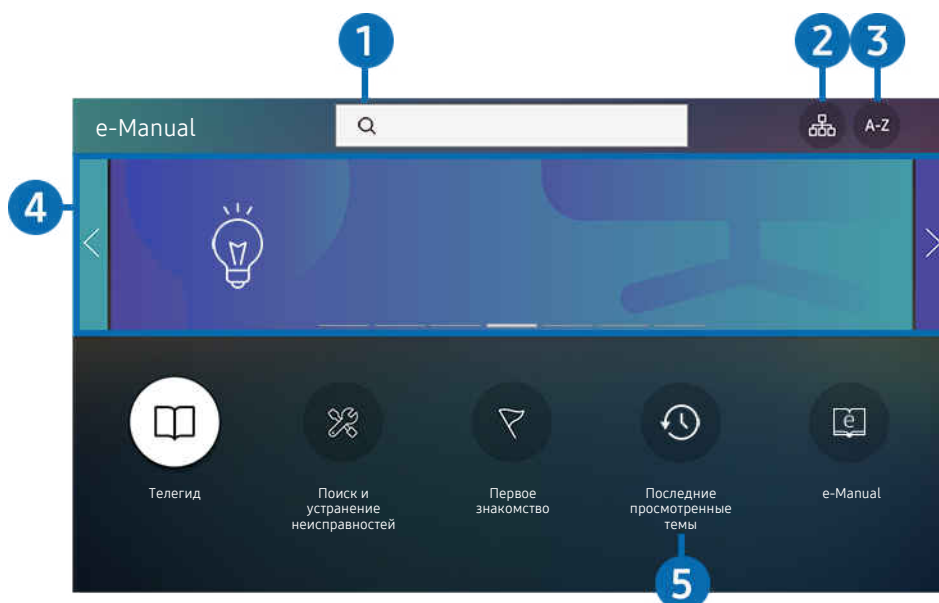 1
2 3
e-Manual
A-Z
4
Телегид
Поиск и
устранение
неисправностей
Первое
знакомство
Последние
просмотренные
темы
e-Manual
e
5